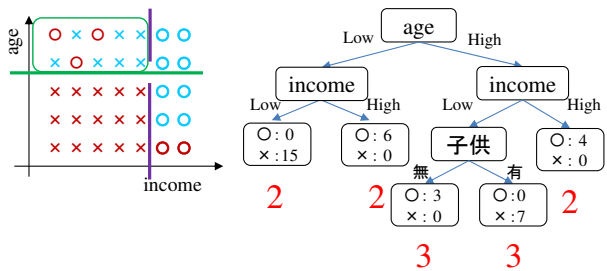 age
income
age
Low
High
income
income
Low
High
Low
High
○: 0
×:15
○: 6
×: 0
子供
○: 4
×: 0
2
2
無
有
2
○: 3
×: 0
○:0
×:7
3
3